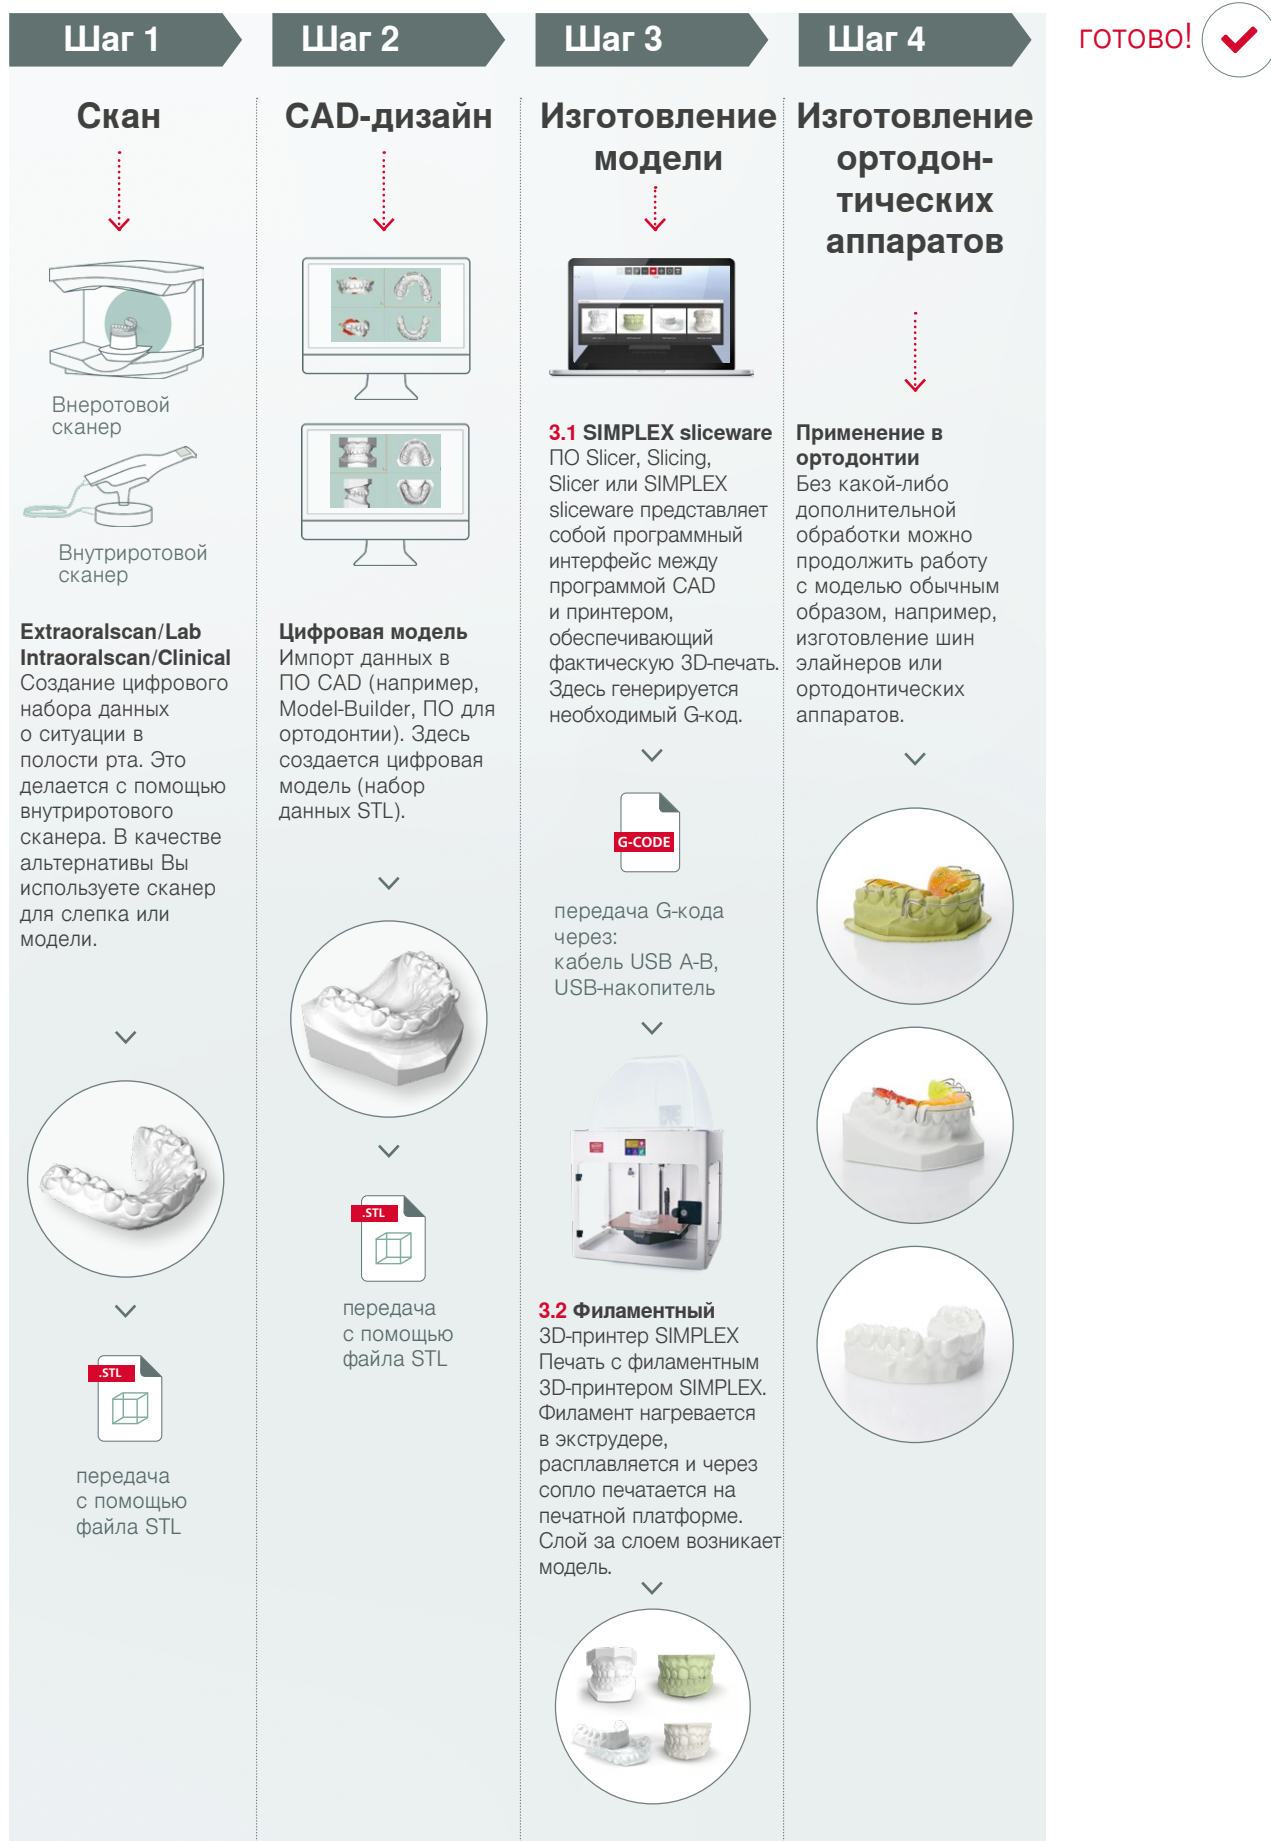 Шаг 1
Шаг 2
Шаг 3
Шаг 4
ГОТОВО!
Скан
Внеротовой
сканер
Внутриротовой
сканер
Extraoralscan/Lab
Intraoralscan/Clinical
Создание цифрового
набора данных
о ситуации в
полости рта. Это
делается с помощью
внутриротового
сканера. В качестве
альтернативы Вы
используете сканер
для слепка или
модели.
.STL
передача
с помощью
файла STL
CAD-дизайн
Цифровая модель
Импорт данных в
ПО CAD (например,
Model-Builder, ПО для
ортодонтии). Здесь
создается цифровая
модель (набор
данных STL).
.STL
передача
с помощью
файла STL
Изготовление
модели
3.1 SIMPLEX sliceware
ПО Slicer, Slicing,
Slicer или SIMPLEX
sliceware представляет
собой программный
интерфейс между
программой CAD
и принтером,
обеспечивающий
фактическую 3D-печать.
Здесь генерируется
необходимый G-код.
G-CODE
передача G-кода
через:
кабель USB A-B,
USB-накопитель
3.2 Филаментный
3D-принтер SIMPLEX
Печать с филаментным
3D-принтером SIMPLEX.
Филамент нагревается
в экструдере,
расплавляется и через
сопло печатается на
печатной платформе.
Слой за слоем возникает
модель.
Изготовление
ортодон-
тических
аппаратов
Применение в
ортодонтии
Без какой-либо
дополнительной
обработки можно
продолжить работу
с моделью обычным
образом, например,
изготовление шин
элайнеров или
ортодонтических
аппаратов.